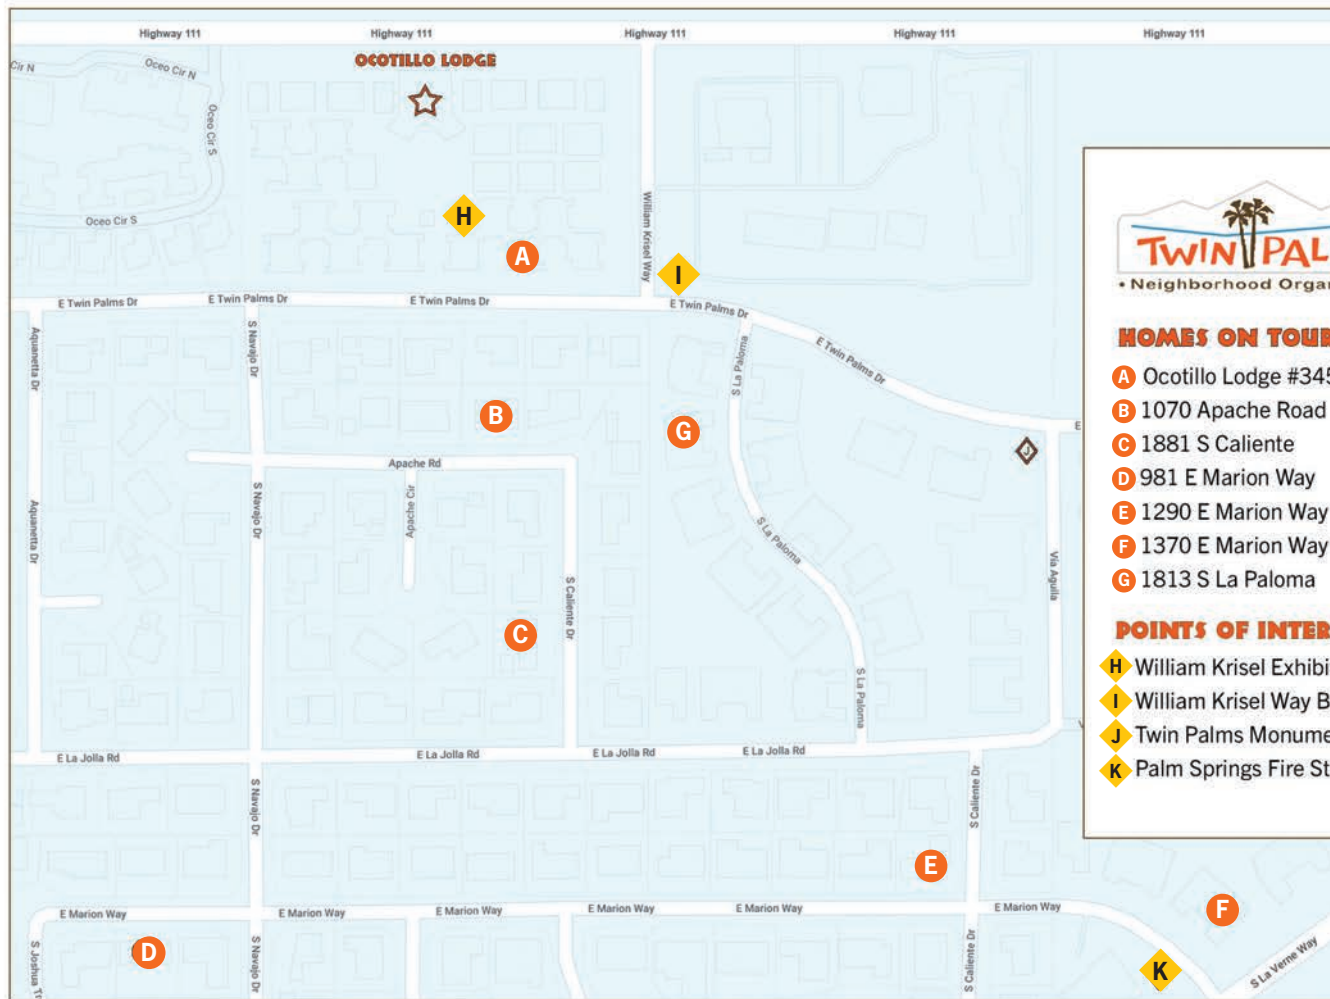 Highway 111
Highway 111
Highway 111
Highway 111
Highway 111
OCOTILLO LODGE
Cir N
Oceo Cir N
Oceo Cir S
Oceo Cir S
William Krisel Way
H
A
I
E Twin Palms Dr
E Twin Palms Dr
E Twin Palms Dr
E Twin Palms Dr
E Twin Palms Dr
E
Aquanetta Dr
S Navajo Dr
S La Paloma
B
G
J
Apache Rd
Aquanetta Dr
S Navajo Dr
Apache Cir
S La Paloma
S Caliente Dr
Via Aguila
C
S La Paloma
E La Jolla Rd
E La Jolla Rd
E La Jolla Rd
E La Jolla Rd
S Navajo Dr
S Caliente Dr
E
F
E Marion Way
E Marion Way
E Marion Way
E Marion Way
E Marion Way
E Marion Way
D
K
S Joshua Tr
S Navajo Dr
S Caliente Dr
S La Verne Way
TWIN PAL
• Neighborhood Organ
HOMES ON TOUR
A Ocotillo Lodge #345
B 1070 Apache Road
C 1881 S Caliente
D 981 E Marion Way
E 1290 E Marion Way
F 1370 E Marion Way
G 1813 S La Paloma
POINTS OF INTER
H William Krisel Exhibi
I William Krisel Way B
J Twin Palms Monume
K Palm Springs Fire St